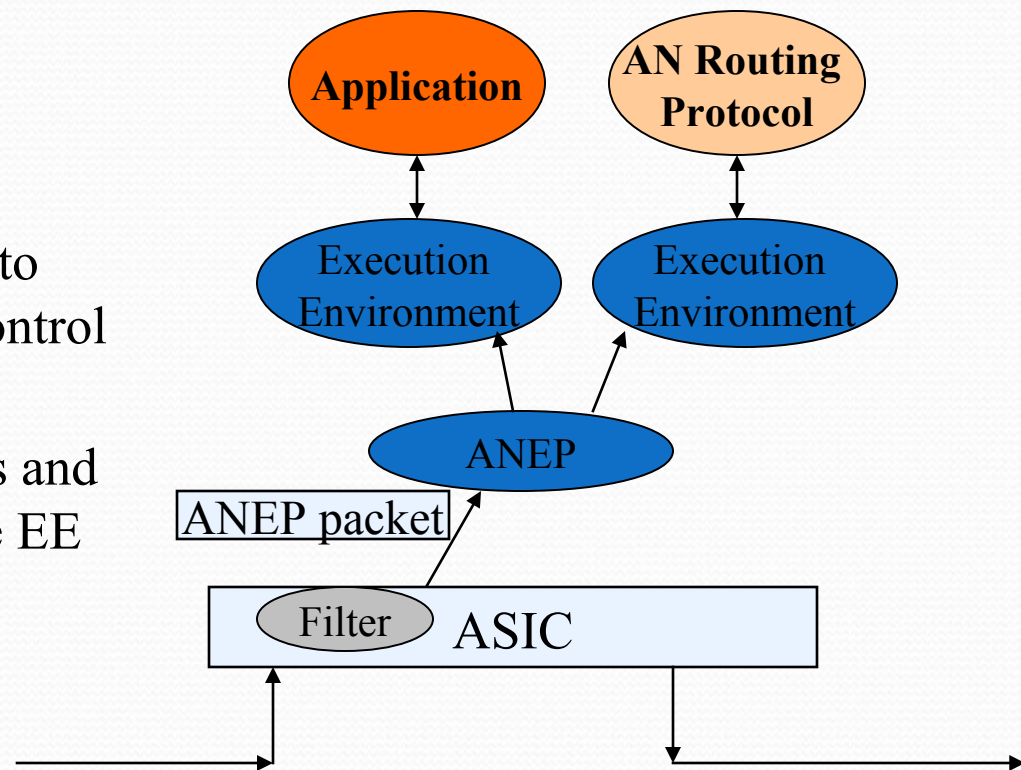 Application
AN Routing
Protocol
to
ontrol
s and
e EE
Execution
Environment
Execution
Environment
ANEP
ANEP packet
Filter
ASIC